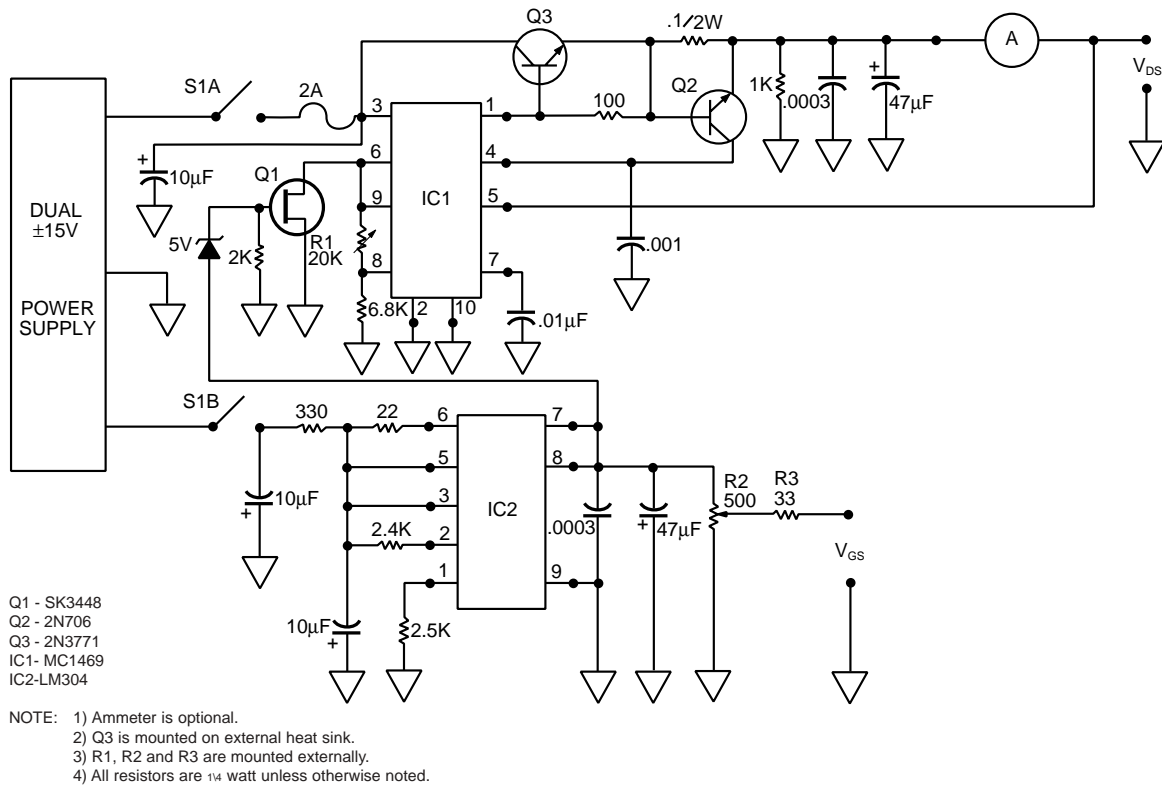 Q3
.1/2W
A
S1A
2A
3
1
100
Q2
1K
.0003
+
47µF
VDS
+
10µF
Q1
6
4
DUAL
±15V
POWER
SUPPLY
9
IC1
5
5V
2K
R1
20K
8
7
.001
6.8K
2
10
.01µF
S1B
330
22
6
7
5
8
R2
500
R3
33
10µF
+
3
IC2
.0003
+
47µF
2.4K
2
VGS
1
9
10µF
+
2.5K
Q1 - SK3448
Q2 - 2N706
Q3 - 2N3771
IC1- MC1469
IC2-LM304
NOTE: 1) Ammeter is optional.
2) Q3 is mounted on external heat sink.
3) R1, R2 and R3 are mounted externally.
4) All resistors are 1\4 watt unless otherwise noted.